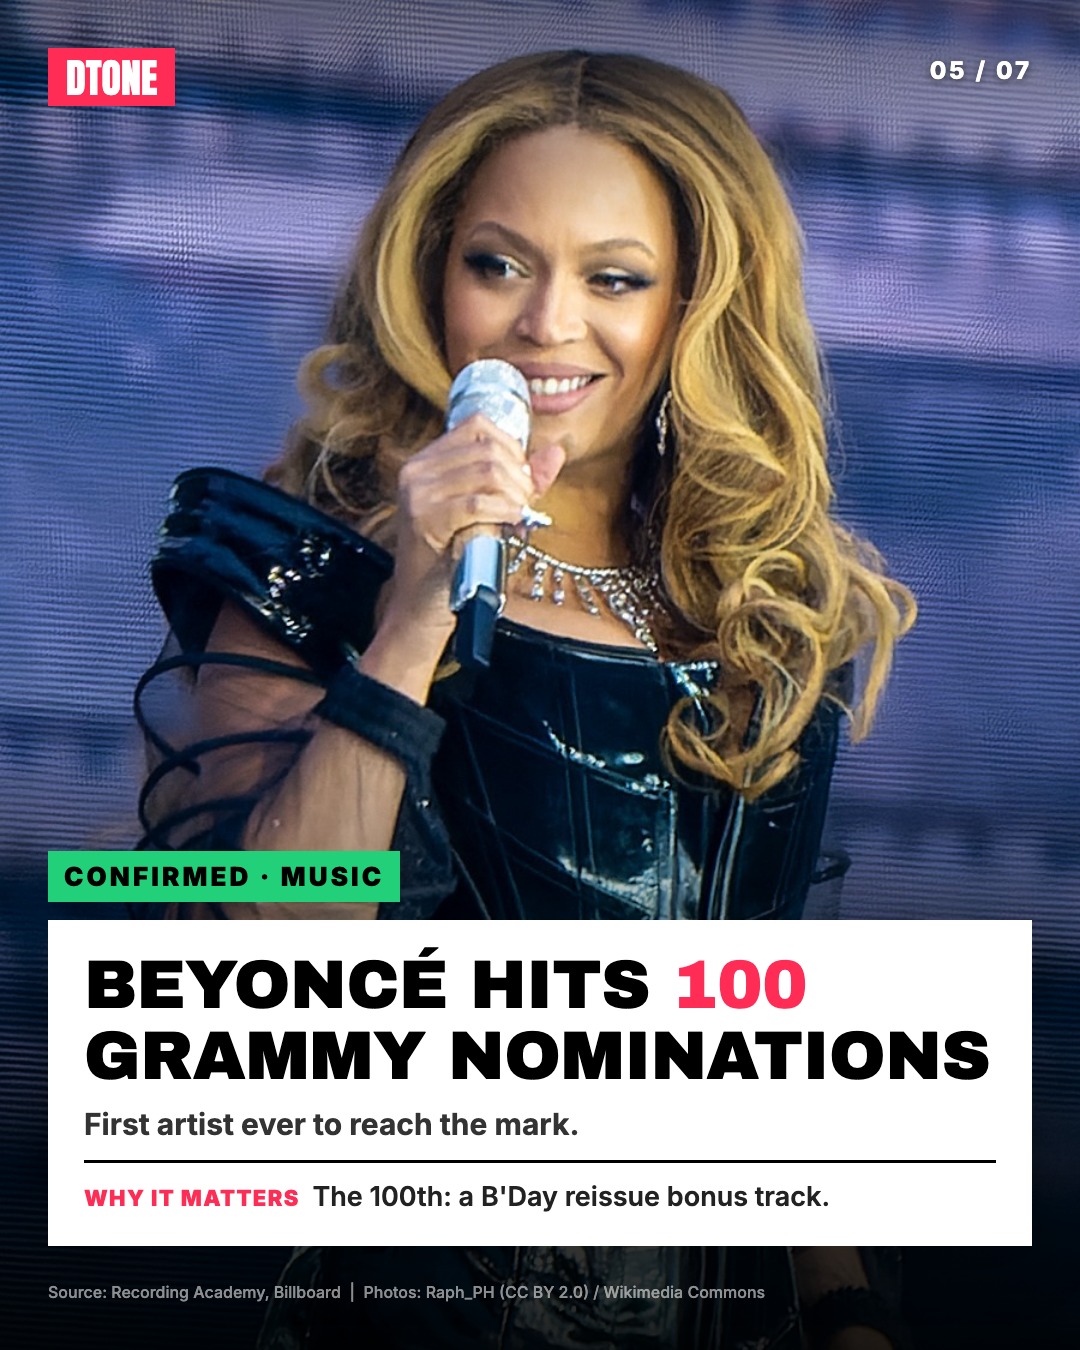 DTONE
05 / 07
CONFIRMED · MUSIC
BEYONCÉ HITS 100
GRAMMY NOMINATIONS
First artist ever to reach the mark.
WHY IT MATTERS The 100th: a B'Day reissue bonus track.
Source: Recording Academy, Billboard | Photos: Raph_PH (CC BY 2.0) / Wikimedia Commons